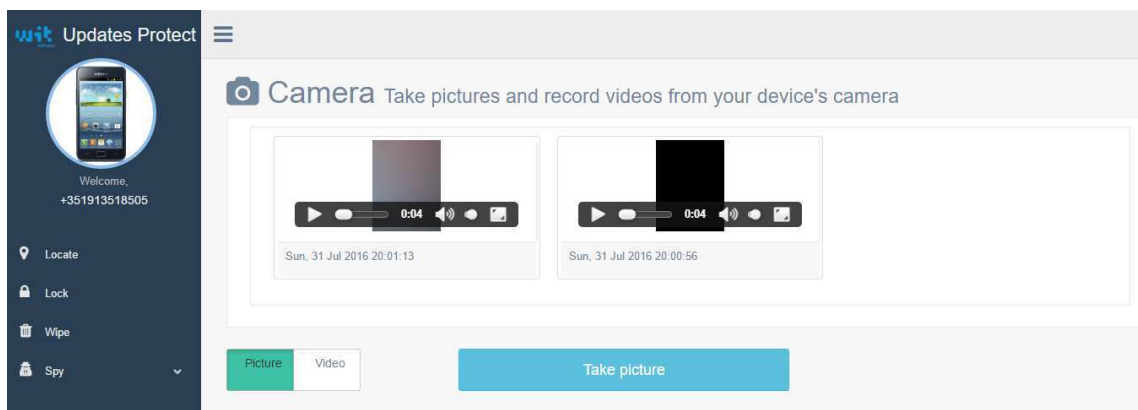 wit Updates Protect
Camera Take pictures and record videos from your device's camera
Welcome,
+351913518505
0:04
0:04
Sun, 31 Jul 2016 20:01:13
Sun, 31 Jul 2016 20:00:56
Locate
Lock
Wipe
Spy
Picture
Video
Take picture